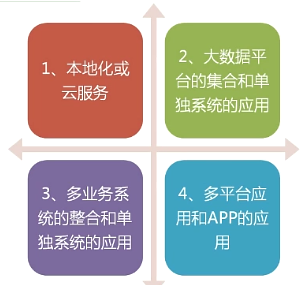 1、本地化或
云服务
2、大数据平
台的集合和单
独系统的应用
3、多业务系
统的整合和单
独系统的应用
4、多平台应
用和APP的应
用